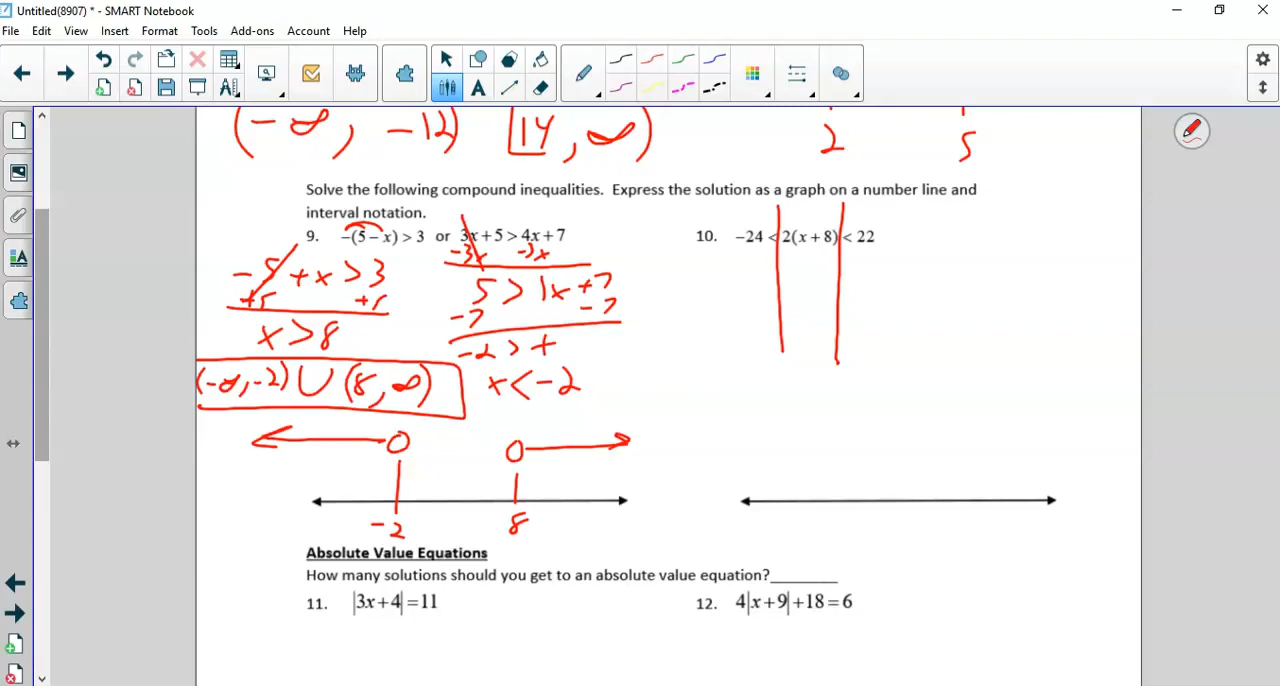 Untitled(8907) * - SMART Notebook
File Edit View Insert Format Tools Add-ons Account Help
(-∞, -12) [14, ∞) 2 5
Solve the following compound inequalities. Express the solution as a graph on a number line and
interval notation.
9. -(5 - x) > 3 or 3x + 5 > 4x + 7
-3x -3x
-5 + x > 3
+5 +5
5 > 1x + 7
-7 -7
x > 8
-2 > x
(-∞, -2) ∪ (8, ∞)
x < -2
-2 8
10. -24 < 2(x + 8) < 22
Absolute Value Equations
How many solutions should you get to an absolute value equation?_______
11. |3x + 4| = 11
12. 4|x + 9| + 18 = 6